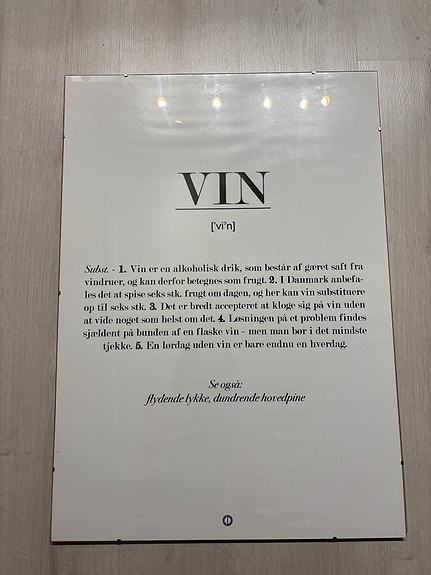 VIN
['vi'n]
Subst. - 1. Vin er en alkoholisk drik, som består af gæret saft fra
vindruer, og kan derfor betegnes som frugt. 2. I Danmark anbefa-
les det at spise seks stk. frugt om dagen, og her kan vin substituere
op til seks stk. 3. Det er bredt accepteret at kloge sig på vin uden
at vide noget som helst om det. 4. Løsningen på et problem findes
sjældent på bunden af en flaske vin - men man bør i det mindste
tjekke. 5. En lørdag uden vin er bare endnu en hverdag.
Se også:
flydende lykke, dundrende hovedpine